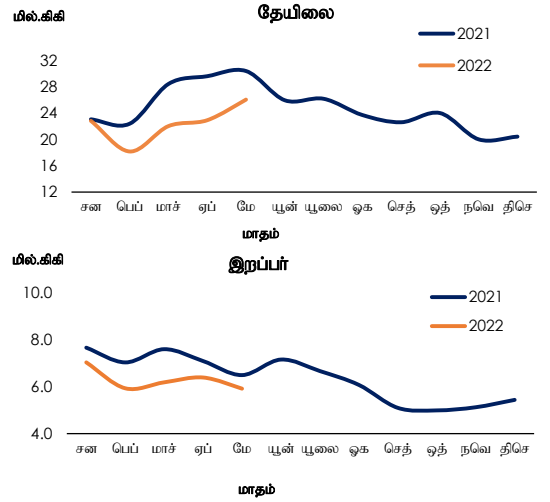 தேயிலை
மில்.கிகி
2021
2022
32
28
24
20
16
12
சன பெப் மாச் ஏப் மே யூன் யூலை ஓக செத் ஒத் நவெ திசெ
மாதம்
மில்.கிகி
இறப்பர்
10.0
8.0
6.0
4.0
2021
2022
சன பெப் மாச் ஏப் மே யூன் யூலை ஓக செத் ஒத் நவெ திசெ
மாதம்